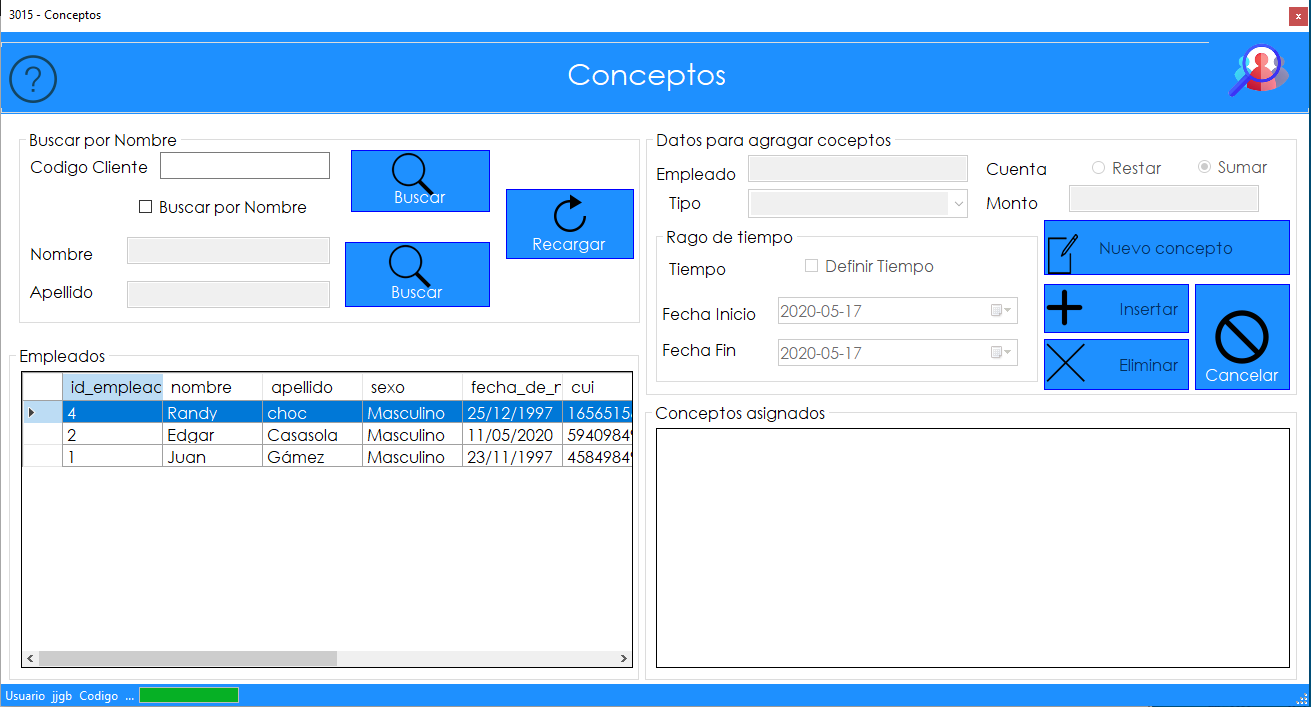 3015 - Conceptos
x
?
Conceptos
Buscar por Nombre
Codigo Cliente
Buscar
Buscar por Nombre
Recargar
Nombre
Apellido
Buscar
Datos para agragar coceptos
Empleado
Cuenta
Restar
Sumar
Tipo
Monto
Rago de tiempo
Tiempo
Definir Tiempo
Fecha Inicio
2020-05-17
Fecha Fin
2020-05-17
Nuevo concepto
Insertar
Eliminar
Cancelar
Empleados
id_empleac nombre apellido sexo fecha_de_r cui
4 Randy choc Masculino 25/12/1997 1656515
2 Edgar Casasola Masculino 11/05/2020 5940984
1 Juan Gámez Masculino 23/11/1997 4584984
Conceptos asignados
Usuario jjgb Codigo ...